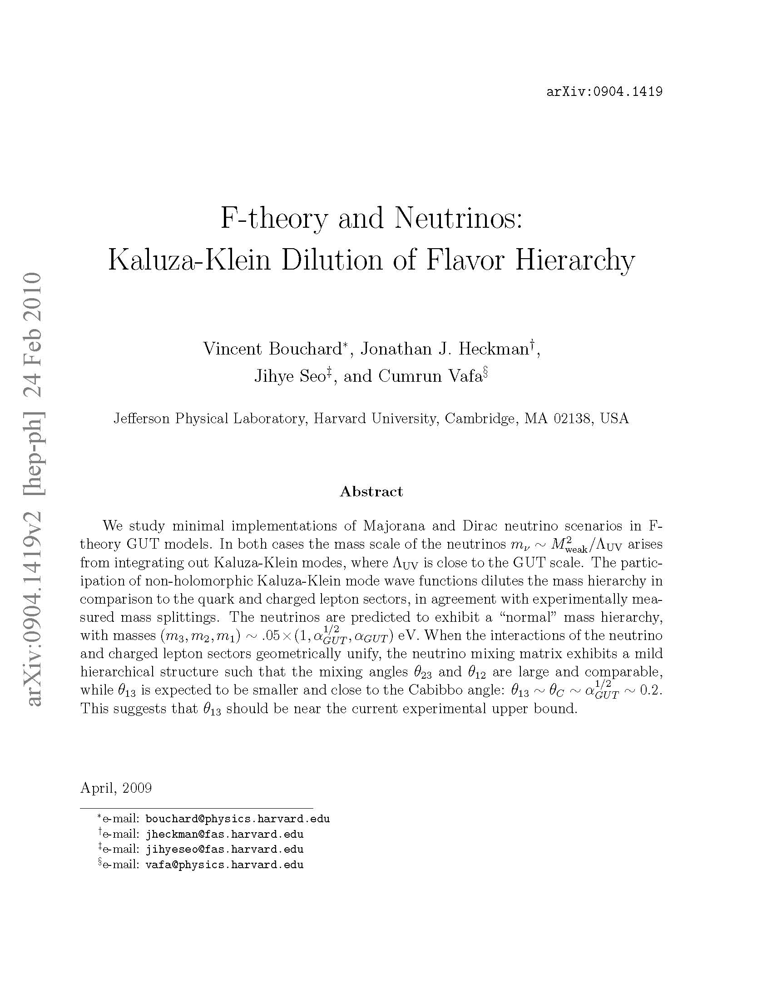 arXiv:0904.1419
F-theory and Neutrinos:
Kaluza-Klein Dilution of Flavor Hierarchy
Vincent Bouchard*, Jonathan J. Heckman†,
Jihye Seo‡, and Cumrun Vafa§
Jefferson Physical Laboratory, Harvard University, Cambridge, MA 02138, USA
Abstract
We study minimal implementations of Majorana and Dirac neutrino scenarios in F-
theory GUT models. In both cases the mass scale of the neutrinos $m_\nu \sim M^2_{\text{weak}}/\Lambda_{\text{UV}}$ arises
from integrating out Kaluza-Klein modes, where $\Lambda_{\text{UV}}$ is close to the GUT scale. The partic-
ipation of non-holomorphic Kaluza-Klein mode wave functions dilutes the mass hierarchy in
comparison to the quark and charged lepton sectors, in agreement with experimentally mea-
sured mass splittings. The neutrinos are predicted to exhibit a “normal” mass hierarchy,
with masses $(m_3, m_2, m_1) \sim .05 \times (1, \alpha^{1/2}_{GUT}, \alpha_{GUT})$ eV. When the interactions of the neutrino
and charged lepton sectors geometrically unify, the neutrino mixing matrix exhibits a mild
hierarchical structure such that the mixing angles $\theta_{23}$ and $\theta_{12}$ are large and comparable,
while $\theta_{13}$ is expected to be smaller and close to the Cabibbo angle: $\theta_{13} \sim \theta_C \sim \alpha^{1/2}_{GUT} \sim 0.2$.
This suggests that $\theta_{13}$ should be near the current experimental upper bound.
April, 2009
*e-mail: bouchard@physics.harvard.edu
†e-mail: jheckman@fas.harvard.edu
‡e-mail: jihyeseo@fas.harvard.edu
§e-mail: vafa@physics.harvard.edu
arXiv:0904.1419v2 [hep-ph] 24 Feb 2010